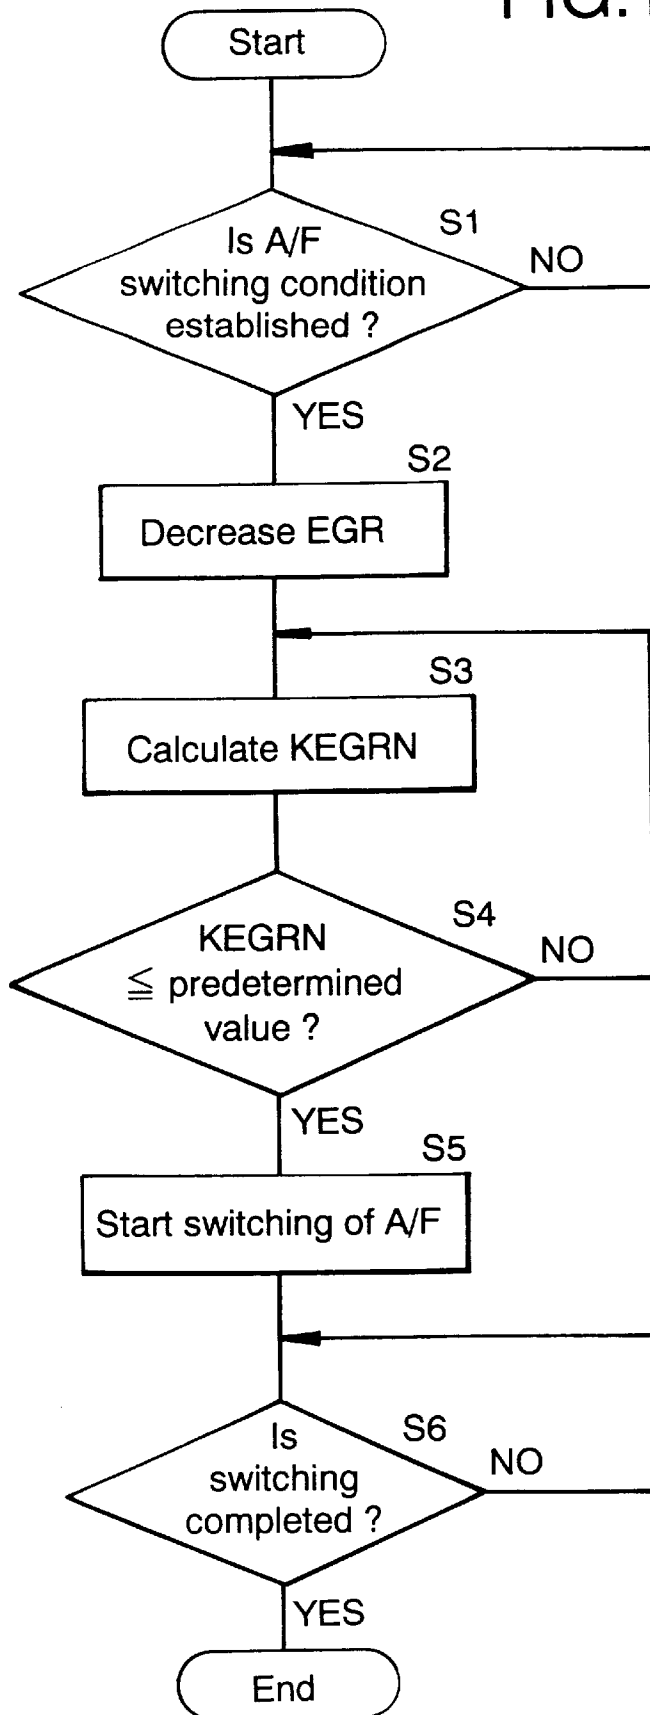 FIG.
Start
S1
Is A/F
switching condition
established ?
NO
YES
S2
Decrease EGR
S3
Calculate KEGRN
S4
KEGRN
≦ predetermined
value ?
NO
YES
S5
Start switching of A/F
S6
Is
switching
completed ?
NO
YES
End